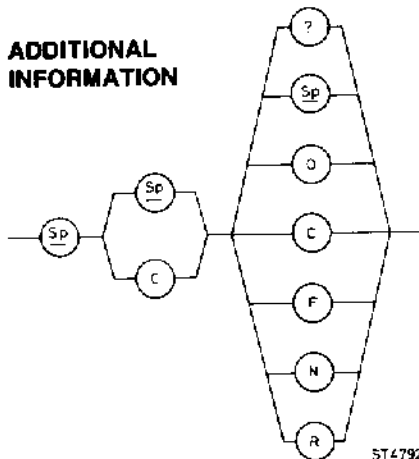 ADDITIONAL
INFORMATION
Sp
Sp
C
?
Sp
O
C
F
N
R
ST4792